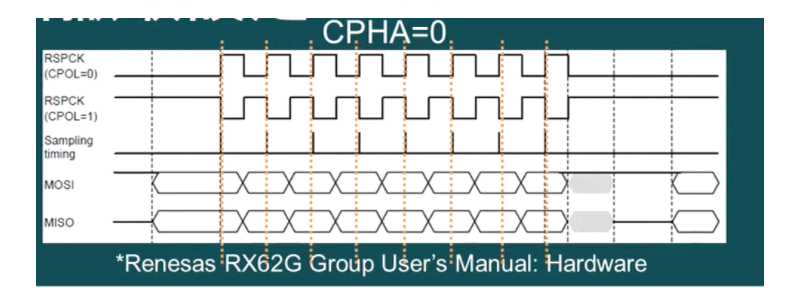 CPHA=0
RSPCK
(CPOL=0)
RSPCK
(CPOL=1)
Sampling
timing
MOSI
MISO
*Renesas RX62G Group User's Manual: Hardware